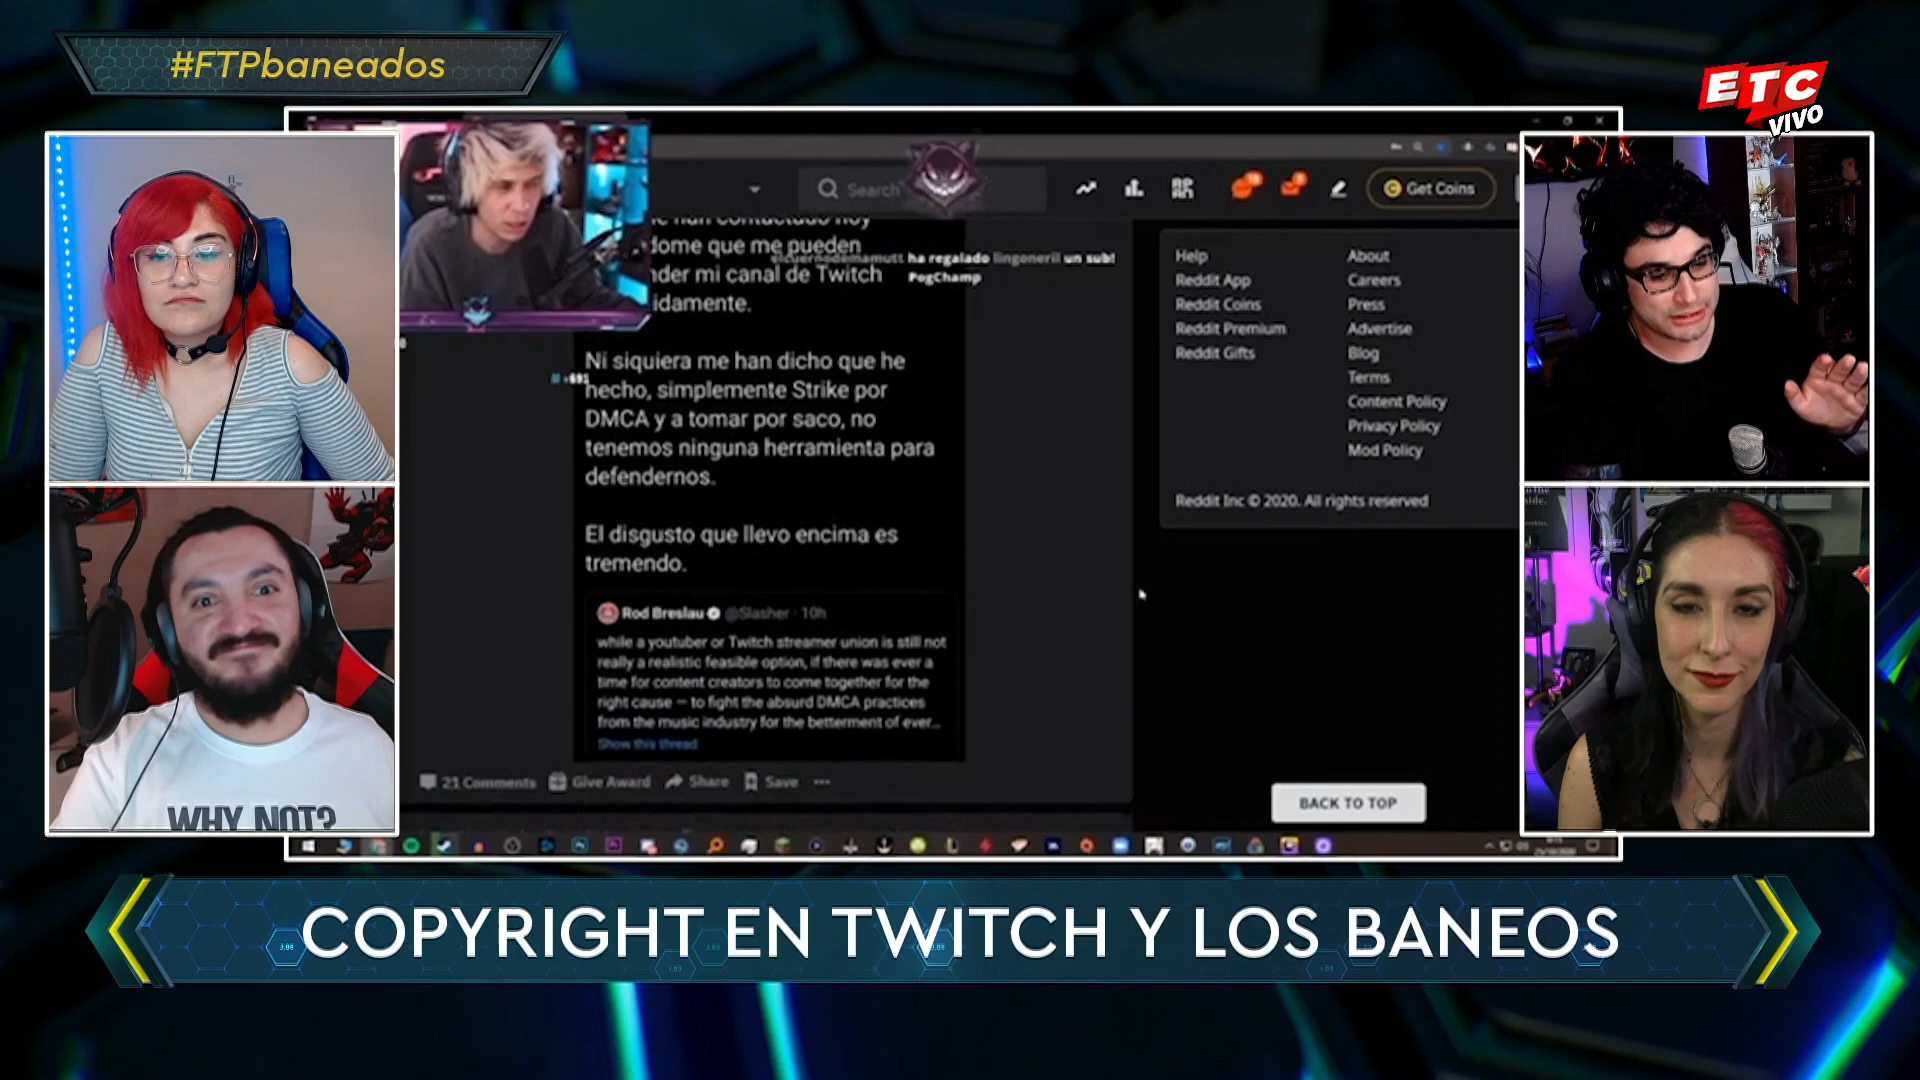 #FTPbaneados
ETC
VIVO
Search
Get Coins
han contactado hoy
dome que me pueden
nder mi canal de Twitch
idamente.
elcuernodemamutt ha regalado lingoneril un sub!
PogChamp
Ni siquiera me han dicho que he
hecho, simplemente Strike por
DMCA y a tomar por saco, no
tenemos ninguna herramienta para
defendernos.
El disgusto que llevo encima es
tremendo.
Rod Breslau @Slasher · 10h
while a youtuber or Twitch streamer union is still not
really a realistic feasible option, if there was ever a
time for content creators to come together for the
right cause — to fight the absurd DMCA practices
from the music industry for the betterment of ever...
Show this thread
21 Comments Give Award Share Save ...
Help
Reddit App
Reddit Coins
Reddit Premium
Reddit Gifts
About
Careers
Press
Advertise
Blog
Terms
Content Policy
Privacy Policy
Mod Policy
Reddit Inc © 2020. All rights reserved
BACK TO TOP
WHY NOT?
COPYRIGHT EN TWITCH Y LOS BANEOS